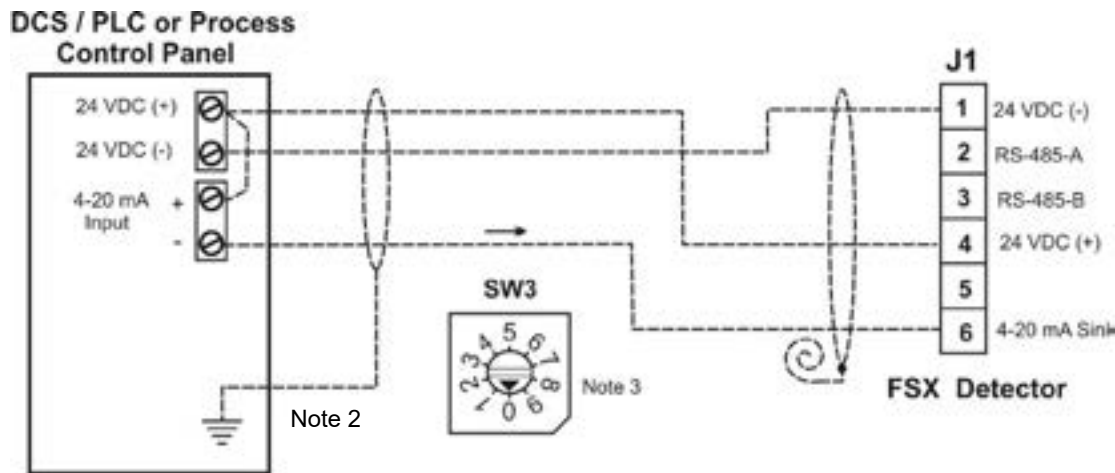 DCS / PLC or Process
Control Panel
24 VDC (+)
24 VDC (-)
4-20 mA +
Input
-
J1
1 24 VDC (-)
2 RS-485-A
3 RS-485-B
4 24 VDC (+)
5
6 4-20 mA Sink
FSX Detector
SW3
0 1 2 3 4 5 6 7 8 9
Note 3
Note 2